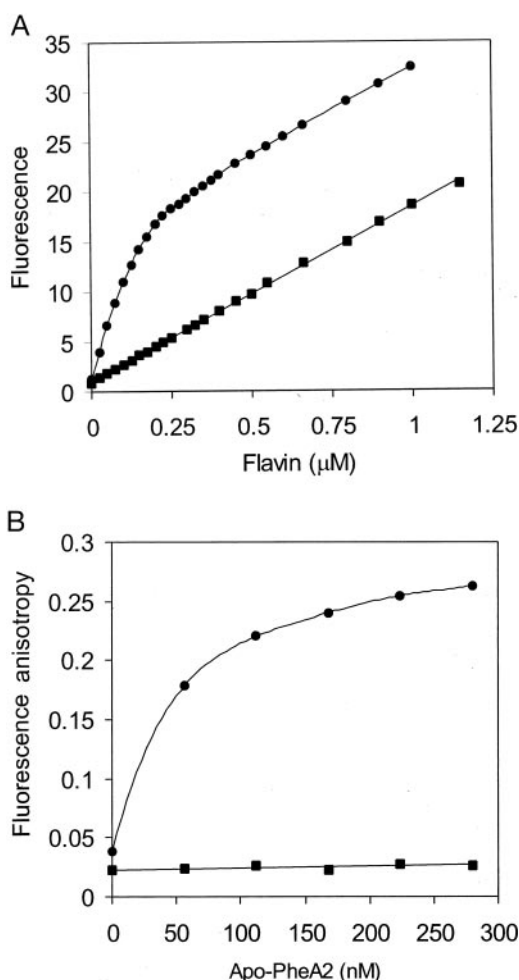 A
35
30
25
20
15
10
5
0
Fluorescence
0 0.25 0.5 0.75 1 1.25
Flavin (μM)
B
0.3
0.25
0.2
0.15
0.1
0.05
0
Fluorescence anisotropy
0 50 100 150 200 250 300
Apo-PheA2 (nM)